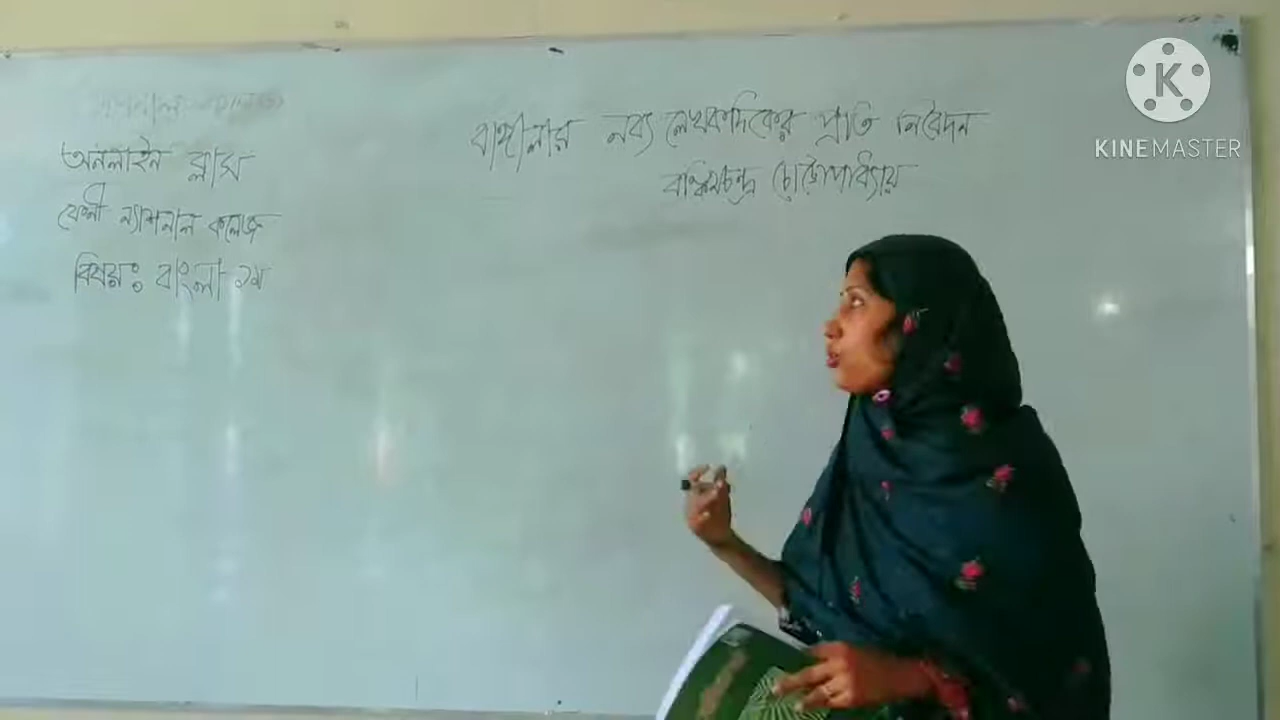 অনলাইন ক্লাস
ফেনী ন্যাশনাল কলেজ
বিষয়ঃ বাংলা ১ম
বাঙ্গালার নব্য লেখকদিগের প্রতি নিবেদন
বঙ্কিমচন্দ্র চট্টোপাধ্যায়
K
KINEMASTER